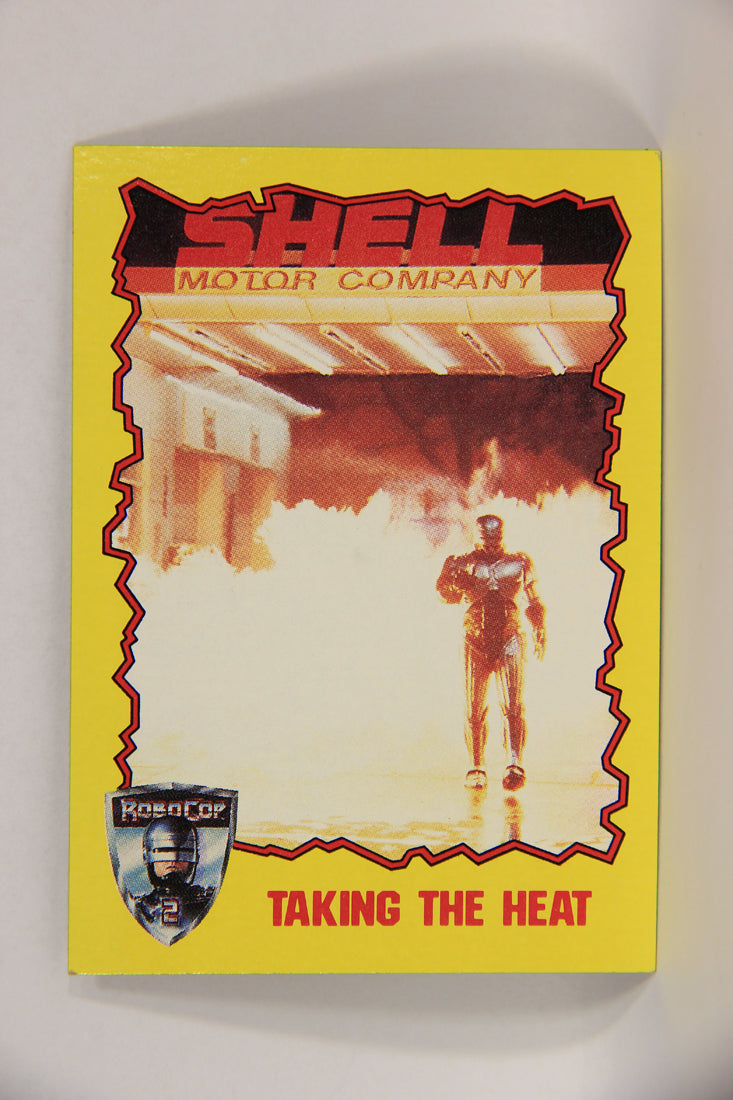 SHELL
MOTOR COMPANY
ROBOCOP
2
TAKING THE HEAT